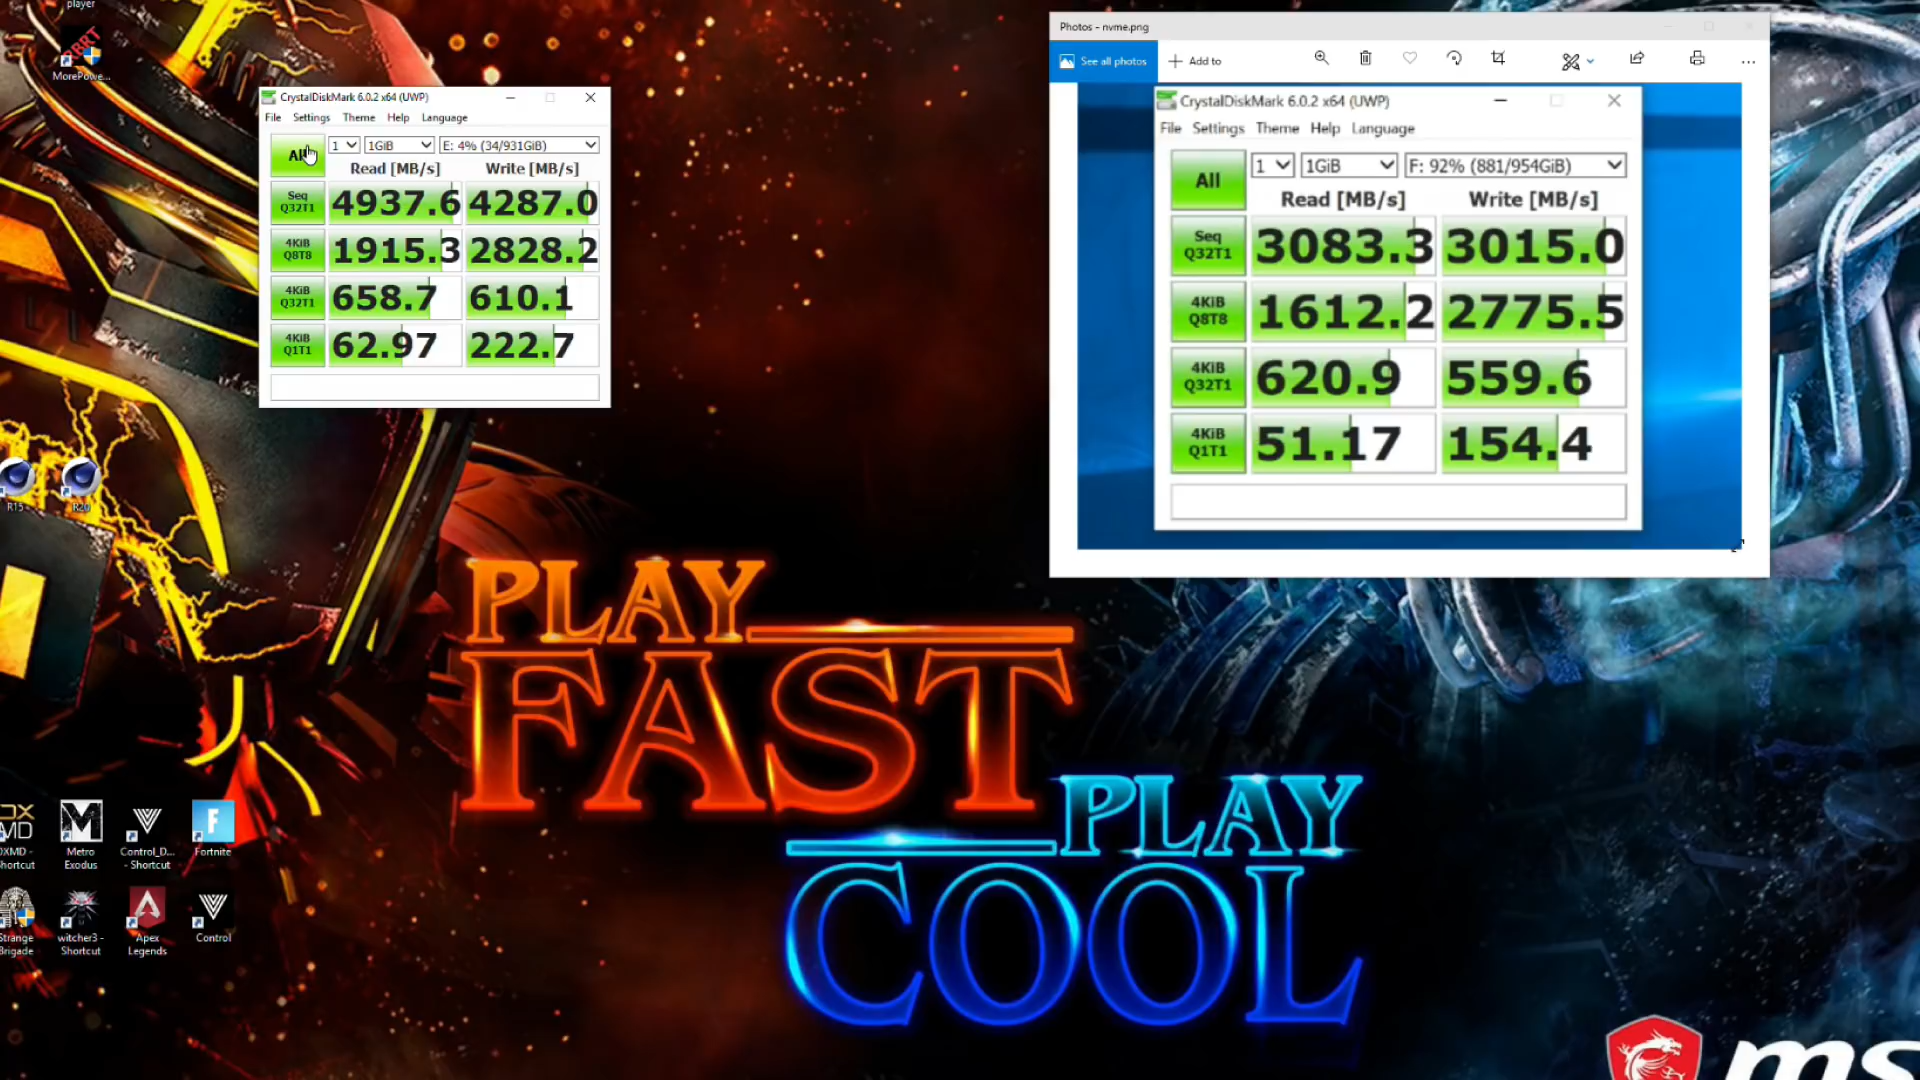 player
MorePowe...
CrystalDiskMark 6.0.2 x64 (UWP)
File Settings Theme Help Language
All 1 1GiB E: 4% (34/931GiB)
Read [MB/s] Write [MB/s]
Seq
Q32T1 4937.6 4287.0
4KiB
Q8T8 1915.3 2828.2
4KiB
Q32T1 658.7 610.1
4KiB
Q1T1 62.97 222.7
Photos - nvme.png
See all photos Add to
CrystalDiskMark 6.0.2 x64 (UWP)
File Settings Theme Help Language
All 1 1GiB F: 92% (881/954GiB)
Read [MB/s] Write [MB/s]
Seq
Q32T1 3083.3 3015.0
4KiB
Q8T8 1612.2 2775.5
4KiB
Q32T1 620.9 559.6
4KiB
Q1T1 51.17 154.4
R15 R20
PLAY
FAST
PLAY
COOL
DXMD -
Shortcut
Metro
Exodus
Control_D...
- Shortcut
Fortnite
Strange
Brigade
witcher3 -
Shortcut
Apex
Legends
Control
ms